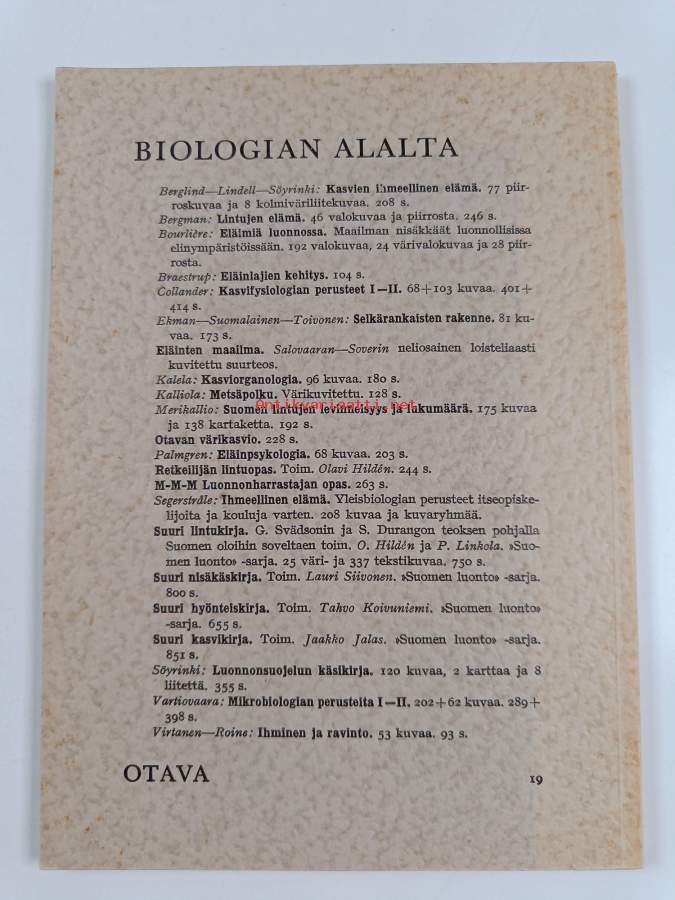 BIOLOGIAN ALALTA
Berglind—Lindell—Söyrinki: Kasvien ihmeellinen elämä. 77 piir-
roskuvaa ja 8 kolmiväriliitekuvaa. 208 s.
Bergman: Lintujen elämä. 46 valokuvaa ja piirrosta. 246 s.
Bourlière: Eläimiä luonnossa. Maailman nisäkkäät luonnollisissa
elinympäristöissään. 192 valokuvaa, 24 värivalokuvaa ja 28 piir-
rosta.
Braestrup: Eläinlajien kehitys. 104 s.
Collander: Kasvifysiologian perusteet I—II. 68+103 kuvaa. 401+
414 s.
Ekman—Suomalainen—Toivonen: Selkärankaisten rakenne. 81 ku-
vaa. 173 s.
Eläinten maailma. Salovaaran—Soverin neliosainen loisteliaasti
kuvitettu suurteos.
Kalela: Kasviorganologia. 96 kuvaa. 180 s.
Kalliola: Metsäpolku. Värikuvitettu. 128 s.
Antikvariaatti.net
Merikallio: Suomen lintujen levinneisyys ja lukumäärä. 175 kuvaa
ja 138 kartaketta. 192 s.
Otavan värikasvio. 228 s.
Palmgren: Eläinpsykologia. 68 kuvaa. 203 s.
Retkeilijän lintuopas. Toim. Olavi Hildén. 244 s.
M-M-M Luonnonharrastajan opas. 263 s.
Segerstråle: Ihmeellinen elämä. Yleisbiologian perusteet itseopiske-
lijoita ja kouluja varten. 208 kuvaa ja kuvaryhmää.
Suuri lintukirja. G. Svädsonin ja S. Durangon teoksen pohjalla
Suomen oloihin soveltaen toim. O. Hildén ja P. Linkola. »Suo-
men luonto» -sarja. 25 väri- ja 337 tekstikuvaa. 750 s.
Suuri nisäkäskirja. Toim. Lauri Siivonen. »Suomen luonto» -sarja.
800 s.
Suuri hyönteiskirja. Toim. Tahvo Koivuniemi. »Suomen luonto»
-sarja. 655 s.
Suuri kasvikirja. Toim. Jaakko Jalas. »Suomen luonto» -sarja.
851 s.
Söyrinki: Luonnonsuojelun käsikirja. 120 kuvaa, 2 karttaa ja 8
liitettä. 355 s.
Vartiovaara: Mikrobiologian perusteita I—II. 202+62 kuvaa. 289+
398 s.
Virtanen—Roine: Ihminen ja ravinto. 53 kuvaa. 93 s.
OTAVA
19